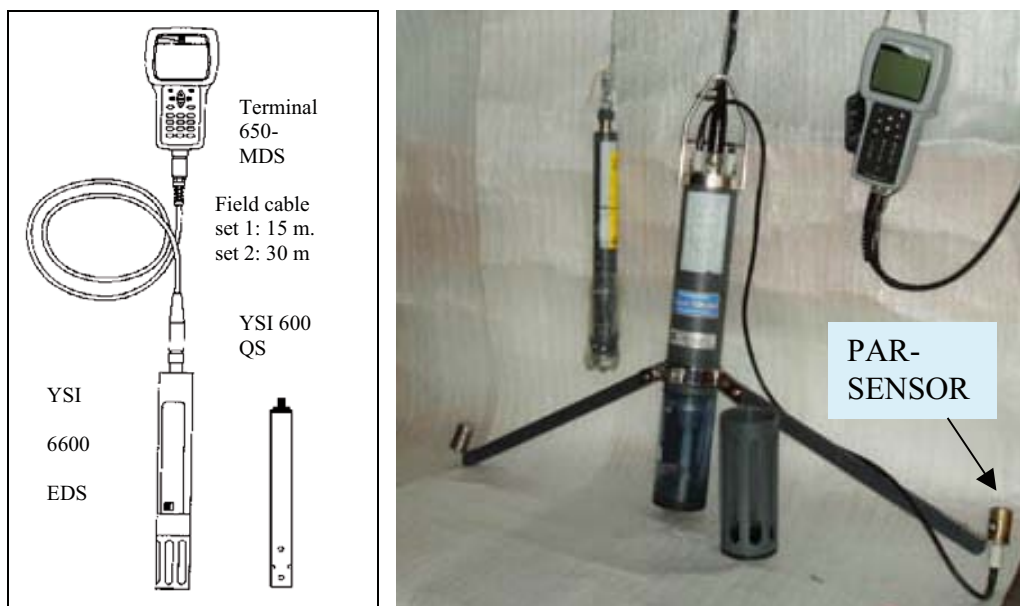 Terminal
650-
MDS
Field cable
set 1: 15 m.
set 2: 30 m
YSI 600
QS
YSI
6600
EDS
PAR-
SENSOR